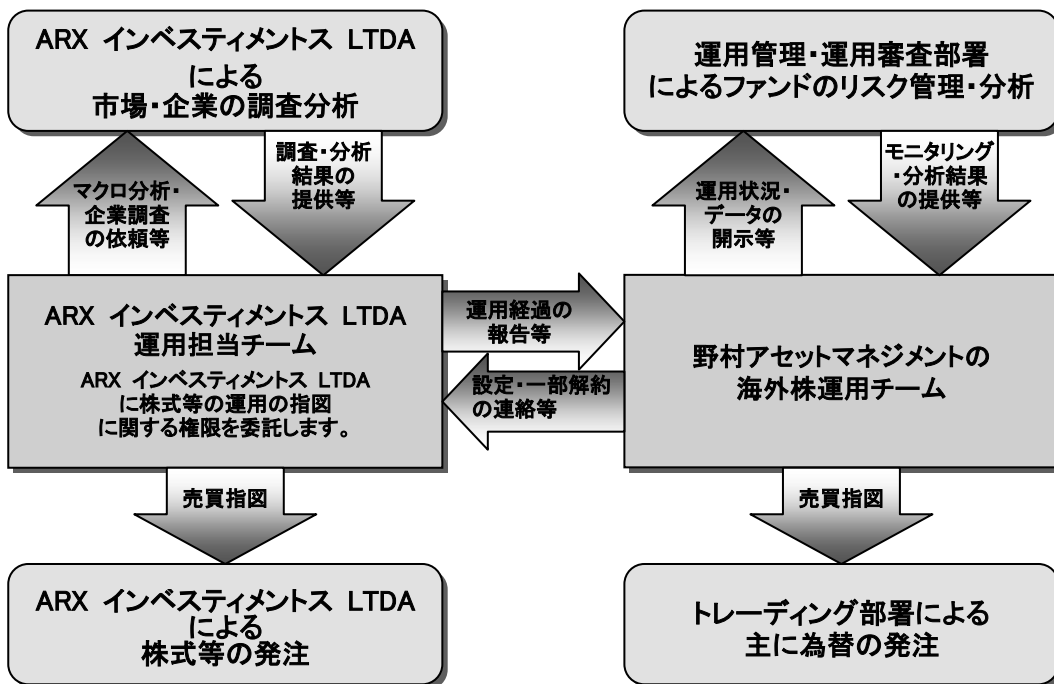 ARX インベスティメントス LTDA
による
市場・企業の調査分析
運用管理・運用審査部署
によるファンドのリスク管理・分析
マクロ分析・
企業調査
の依頼等
調査・分析
結果の
提供等
運用状況・
データの
開示等
モニタリング
・分析結果
の提供等
ARX インベスティメントス LTDA
運用担当チーム
ARX インベスティメントス LTDA
に株式等の運用の指図
に関する権限を委託します。
運用経過の
報告等
設定・一部解約
の連絡等
野村アセットマネジメントの
海外株運用チーム
売買指図
売買指図
ARX インベスティメントス LTDA
による
株式等の発注
トレーディング部署による
主に為替の発注